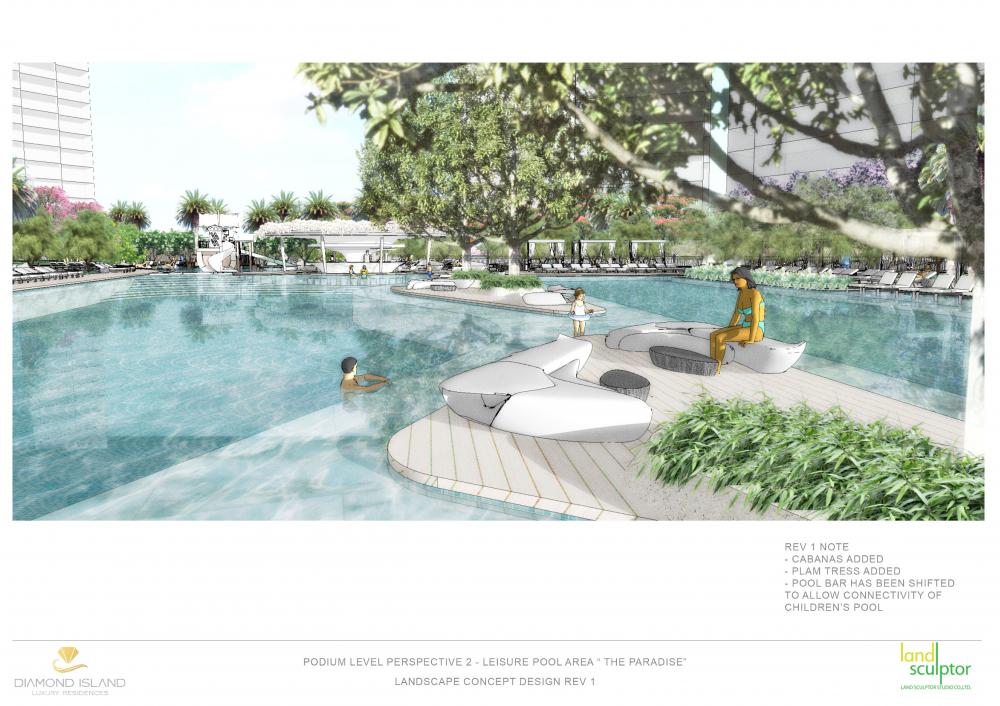 REV 1 NOTE
- CABANAS ADDED
- PLAM TRESS ADDED
- POOL BAR HAS BEEN SHIFTED
TO ALLOW CONNECTIVITY OF
CHILDREN'S POOL
PODIUM LEVEL PERSPECTIVE 2 - LEISURE POOL AREA “ THE PARADISE”
LANDSCAPE CONCEPT DESIGN REV 1
DIAMOND ISLAND
LUXURY RESIDENCES
land
sculptor
LAND SCULPTOR STUDIO CO.,LTD.